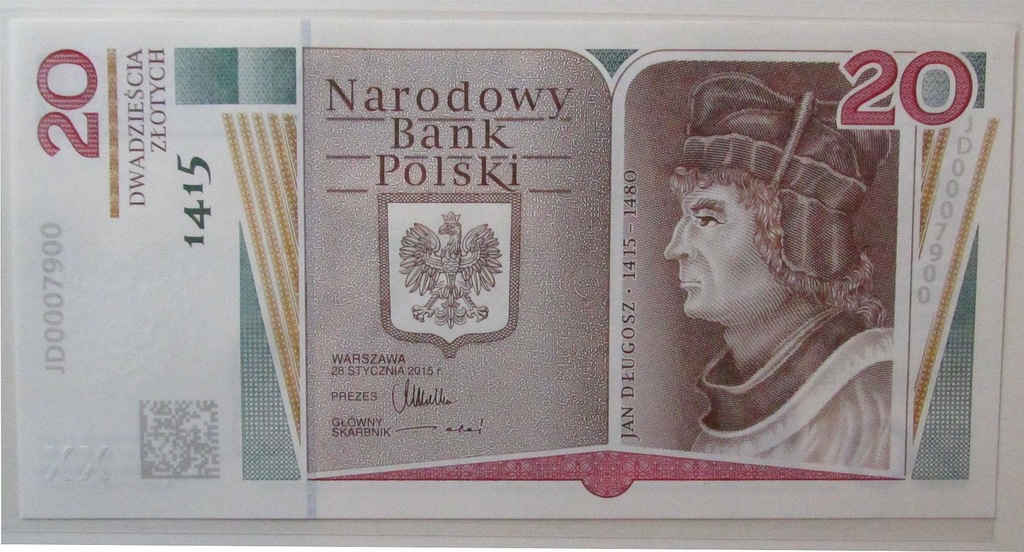 20
DWADZIEŚCIA
ZŁOTYCH
1415
JD0007900
XX
Narodowy
Bank
Polski
WARSZAWA
28 STYCZNIA 2015 r.
PREZES
GŁÓWNY
SKARBNIK
JAN DŁUGOSZ · 1415 – 1480
20
JD0007900